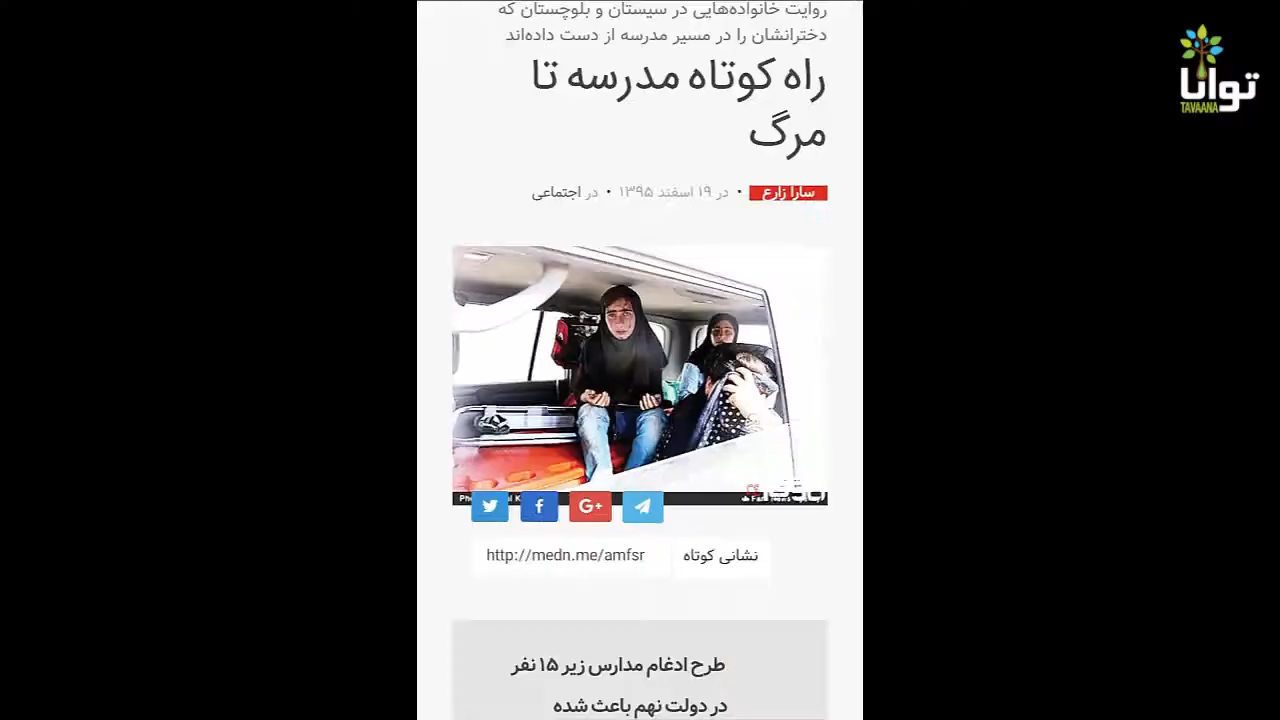 روایت خانواده‌هایی در سیستان و بلوچستان که
دخترانشان را در مسیر مدرسه از دست داده‌اند
راه کوتاه مدرسه تا
مرگ
سارا زارع • در ۱۹ اسفند ۱۳۹۵ • در اجتماعی
توانا
TAVAANA
f
G+
نشانی کوتاه http://medn.me/amfsr
طرح ادغام مدارس زیر ۱۵ نفر
در دولت نهم باعث شده